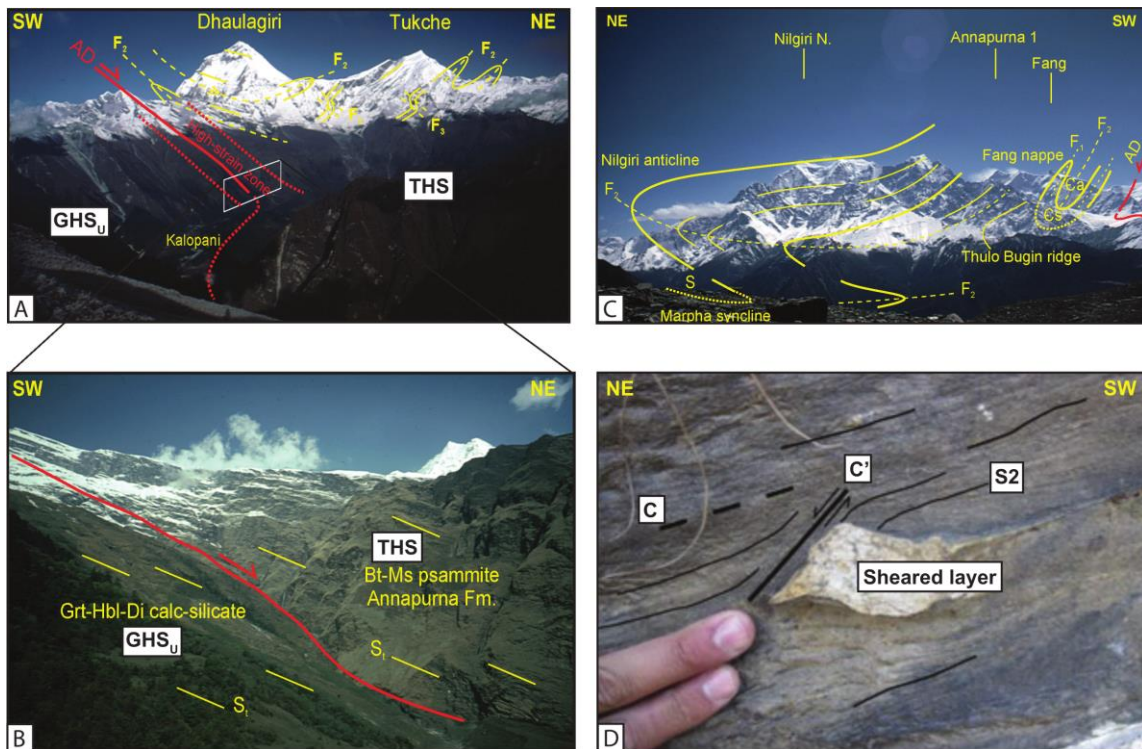 SW
Dhaulagiri
Tukche
NE
F2
AD
F2
F2
F2
F3
High-strain zone
THS
GHSU
Kalopani
A
NE
SW
Nilgiri N.
Annapurna 1
Fang
Nilgiri anticline
Fang nappe
F1
F2
AD
F2
Ca
Cs
Thulo Bugin ridge
S
F2
Marpha syncline
C
SW
NE
THS
Bt-Ms psammite
Annapurna Fm.
Grt-Hbl-Di calc-silicate
GHSU
St
St
B
NE
SW
C'
C
S2
Sheared layer
D